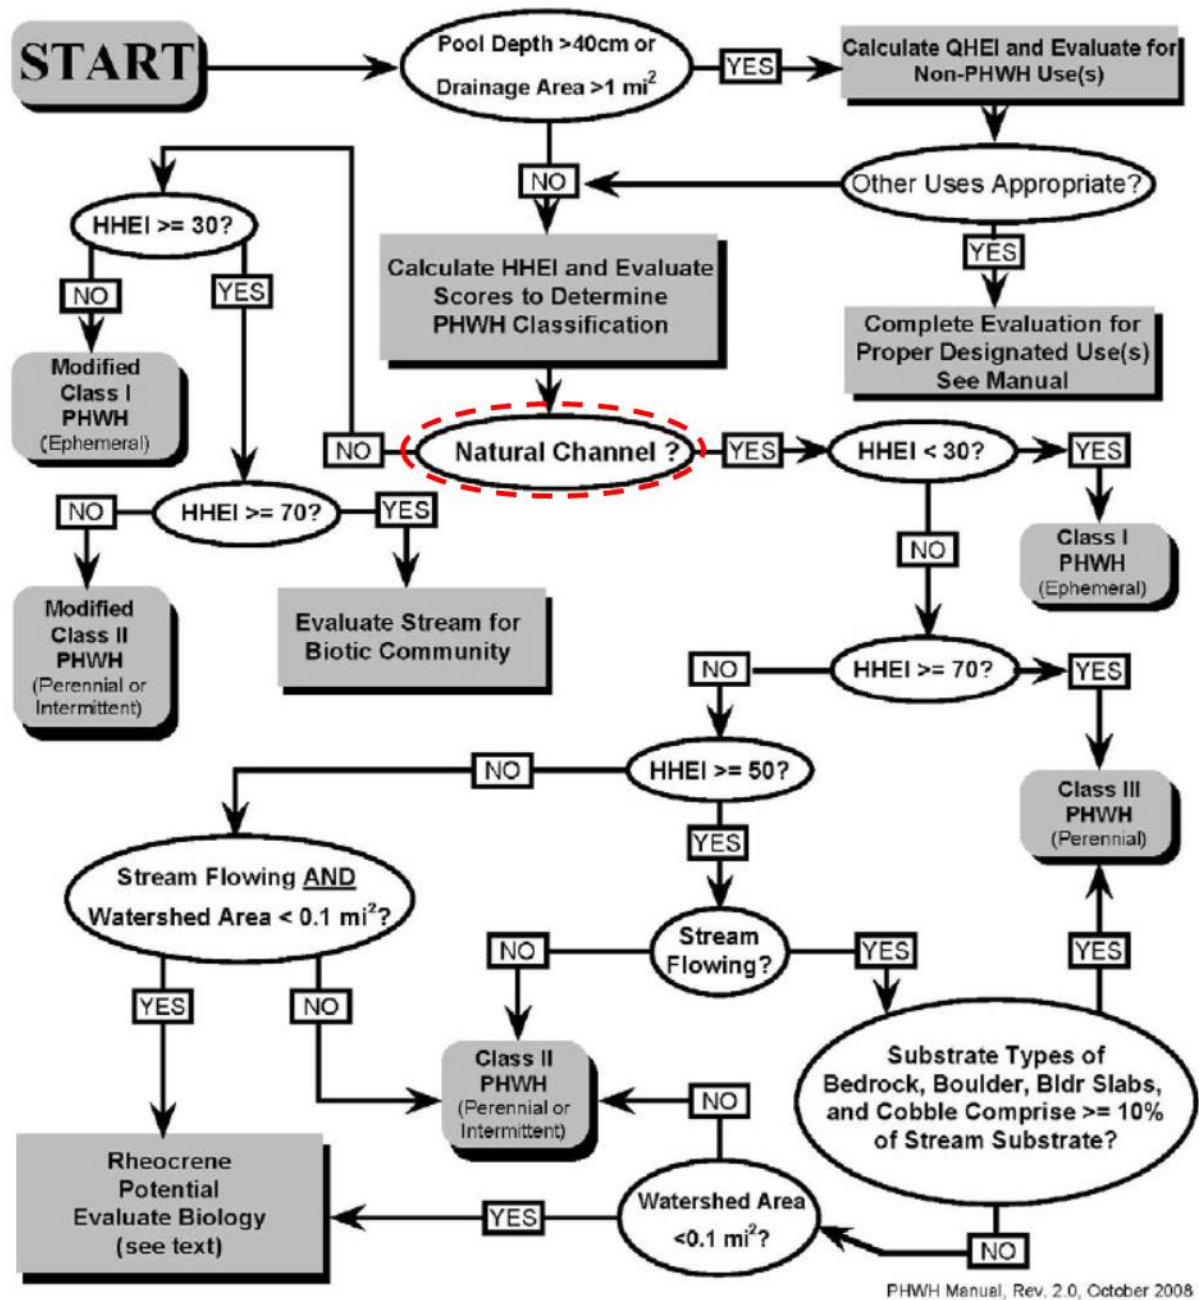 START
Pool Depth >40cm or
Drainage Area >1 mi²
YES
Calculate QHEI and Evaluate for
Non-PHWH Use(s)
NO
Other Uses Appropriate?
YES
Complete Evaluation for
Proper Designated Use(s)
See Manual
Calculate HHEI and Evaluate
Scores to Determine
PHWH Classification
HHEI >= 30?
NO
YES
Modified
Class I
PHWH
(Ephemeral)
NO
Natural Channel ?
YES
HHEI < 30?
YES
Class I
PHWH
(Ephemeral)
NO
NO
HHEI >= 70?
YES
Modified
Class II
PHWH
(Perennial or
Intermittent)
Evaluate Stream for
Biotic Community
NO
HHEI >= 70?
YES
Class III
PHWH
(Perennial)
NO
HHEI >= 50?
YES
Stream Flowing AND
Watershed Area < 0.1 mi²?
YES
NO
NO
Stream
Flowing?
YES
YES
Substrate Types of
Bedrock, Boulder, Bldr Slabs,
and Cobble Comprise >= 10%
of Stream Substrate?
Class II
PHWH
(Perennial or
Intermittent)
NO
Rheocrene
Potential
Evaluate Biology
(see text)
YES
Watershed Area
<0.1 mi²?
NO
PHWH Manual, Rev. 2.0, October 2008